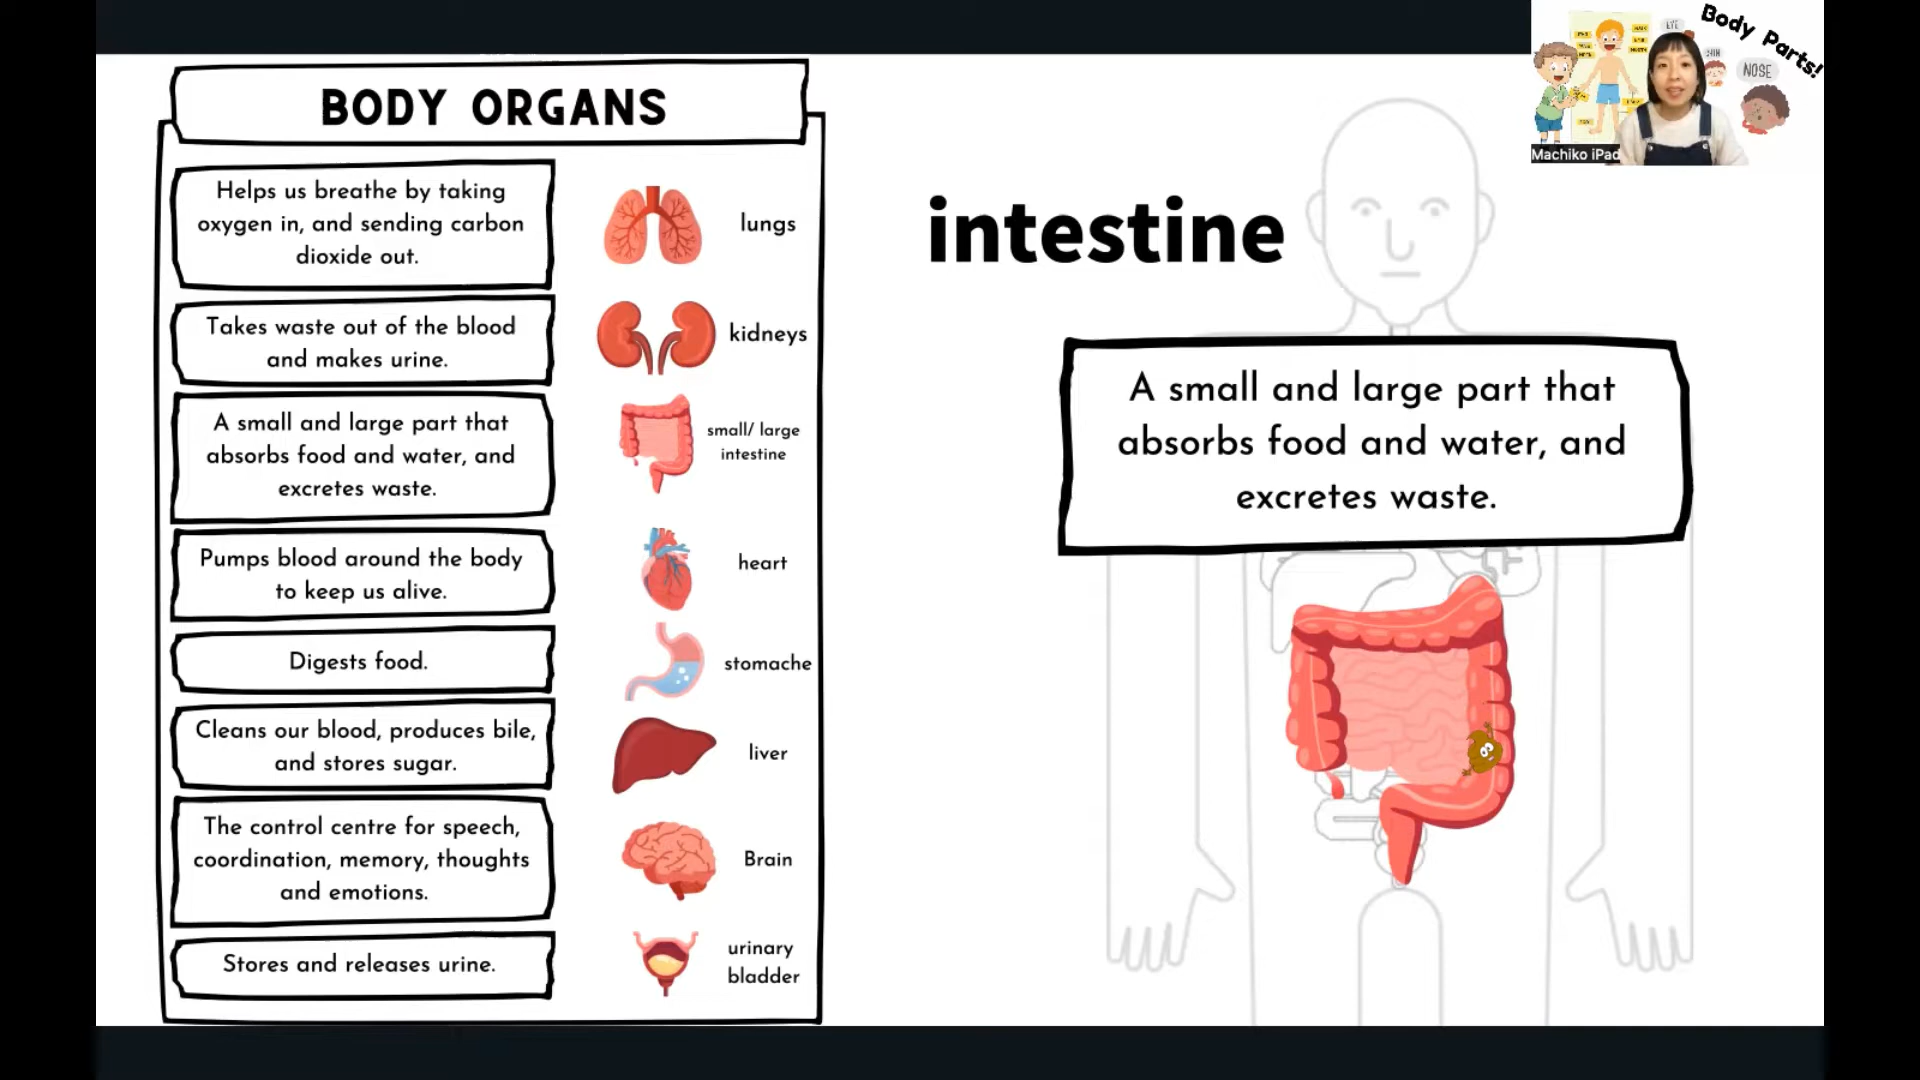 BODY ORGANS
Helps us breathe by taking
oxygen in, and sending carbon
dioxide out.
lungs
Takes waste out of the blood
and makes urine.
kidneys
A small and large part that
absorbs food and water, and
excretes waste.
small/ large
intestine
Pumps blood around the body
to keep us alive.
heart
Digests food.
stomache
Cleans our blood, produces bile,
and stores sugar.
liver
The control centre for speech,
coordination, memory, thoughts
and emotions.
Brain
Stores and releases urine.
urinary
bladder
intestine
A small and large part that
absorbs food and water, and
excretes waste.
Body Parts!
EYE
NOSE
Machiko iPad